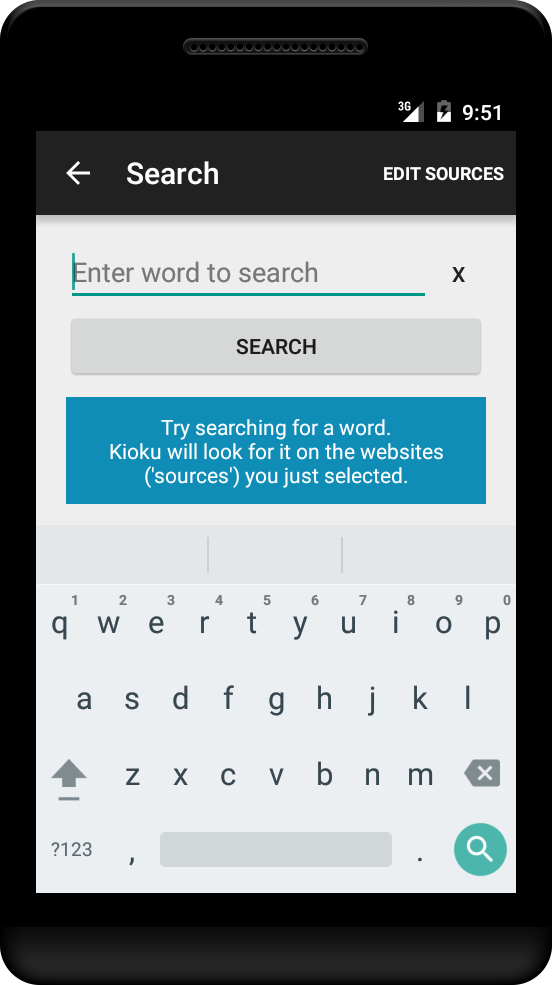 3G 9:51
Search EDIT SOURCES
Enter word to search X
SEARCH
Try searching for a word.
Kioku will look for it on the websites
('sources') you just selected.
1 2 3 4 5 6 7 8 9 0
q w e r t y u i o p
a s d f g h j k l
z x c v b n m
?123 , .